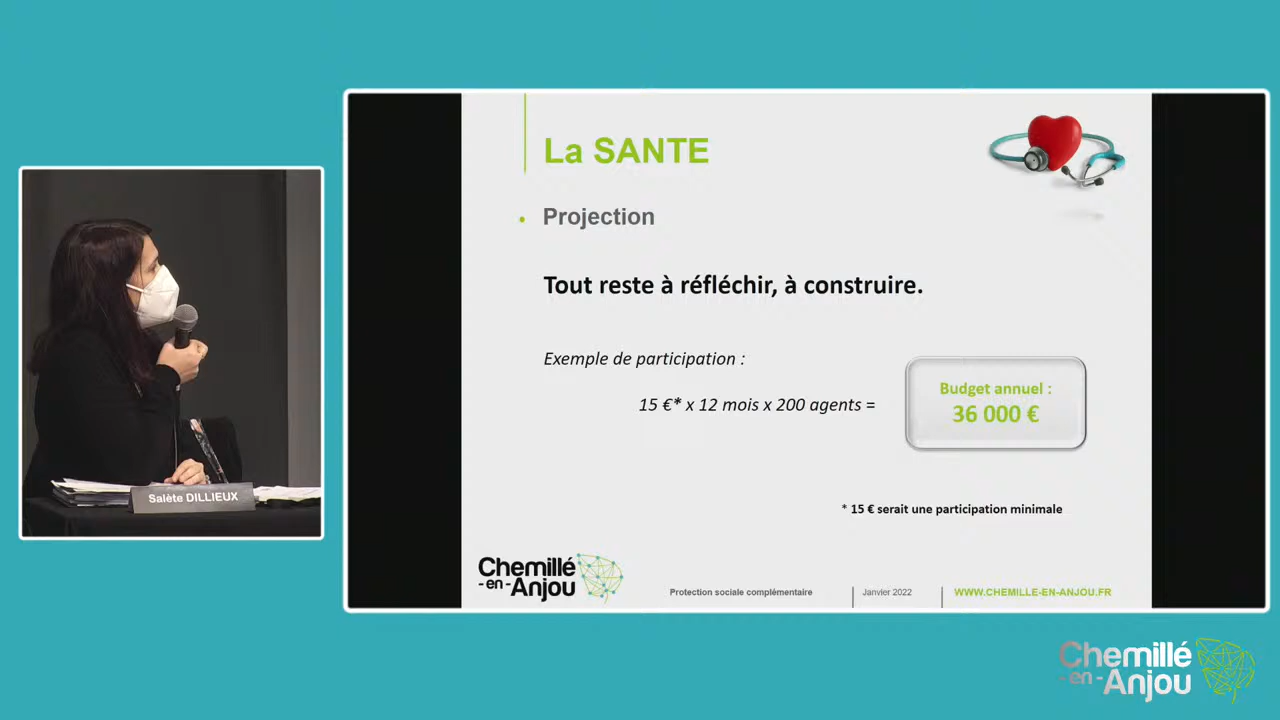 La SANTE
• Projection
Tout reste à réfléchir, à construire.
Exemple de participation :
15 €* x 12 mois x 200 agents =
Budget annuel :
36 000 €
* 15 € serait une participation minimale
Chemillé
-en-Anjou
Protection sociale complémentaire
Janvier 2022
WWW.CHEMILLE-EN-ANJOU.FR
Salète DILLIEUX
Chemillé
-en-Anjou